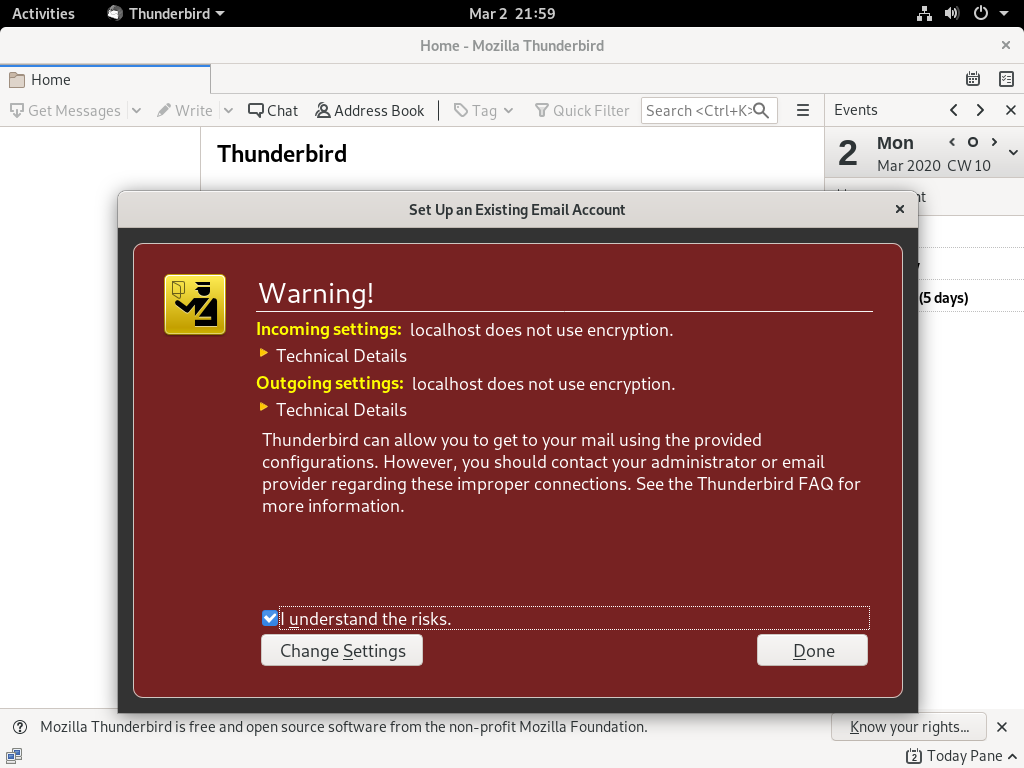 Activities Thunderbird Mar 2 21:59
Home - Mozilla Thunderbird
Home
Get Messages Write Chat Address Book Tag Quick Filter Search <Ctrl+K> Events
Thunderbird
2 Mon
Mar 2020 CW 10
Set Up an Existing Email Account
(5 days)
Warning!
Incoming settings: localhost does not use encryption.
Technical Details
Outgoing settings: localhost does not use encryption.
Technical Details
Thunderbird can allow you to get to your mail using the provided
configurations. However, you should contact your administrator or email
provider regarding these improper connections. See the Thunderbird FAQ for
more information.
I understand the risks.
Change Settings Done
Mozilla Thunderbird is free and open source software from the non-profit Mozilla Foundation. Know your rights...
2 Today Pane